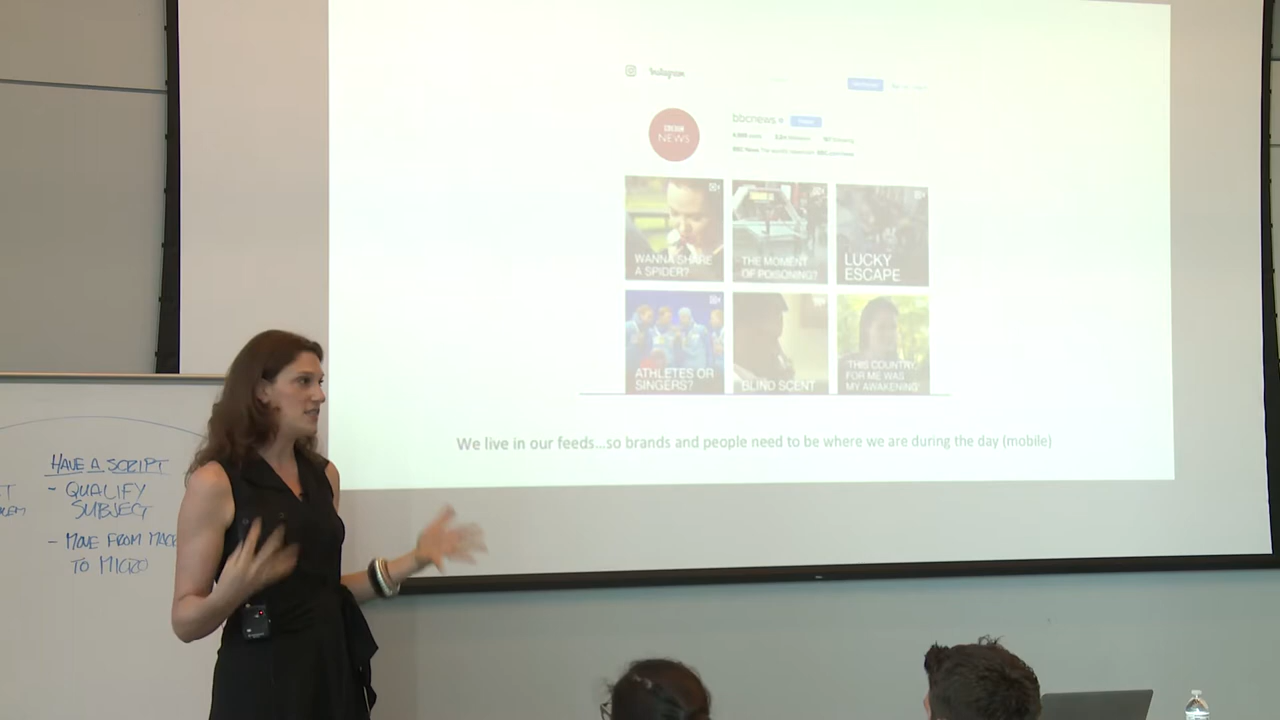 Instagram
bbcnews
BBC
NEWS
WANNA SHARE
A SPIDER?
THE MOMENT
OF POISONING?
LUCKY
ESCAPE
ATHLETES OR
SINGERS?
BLIND SCENT
THIS COUNTRY,
FOR ME WAS
MY AWAKENING
We live in our feeds...so brands and people need to be where we are during the day (mobile)
HAVE A SCRIPT
- QUALIFY
SUBJECT
- MOVE FROM
TO MICRO